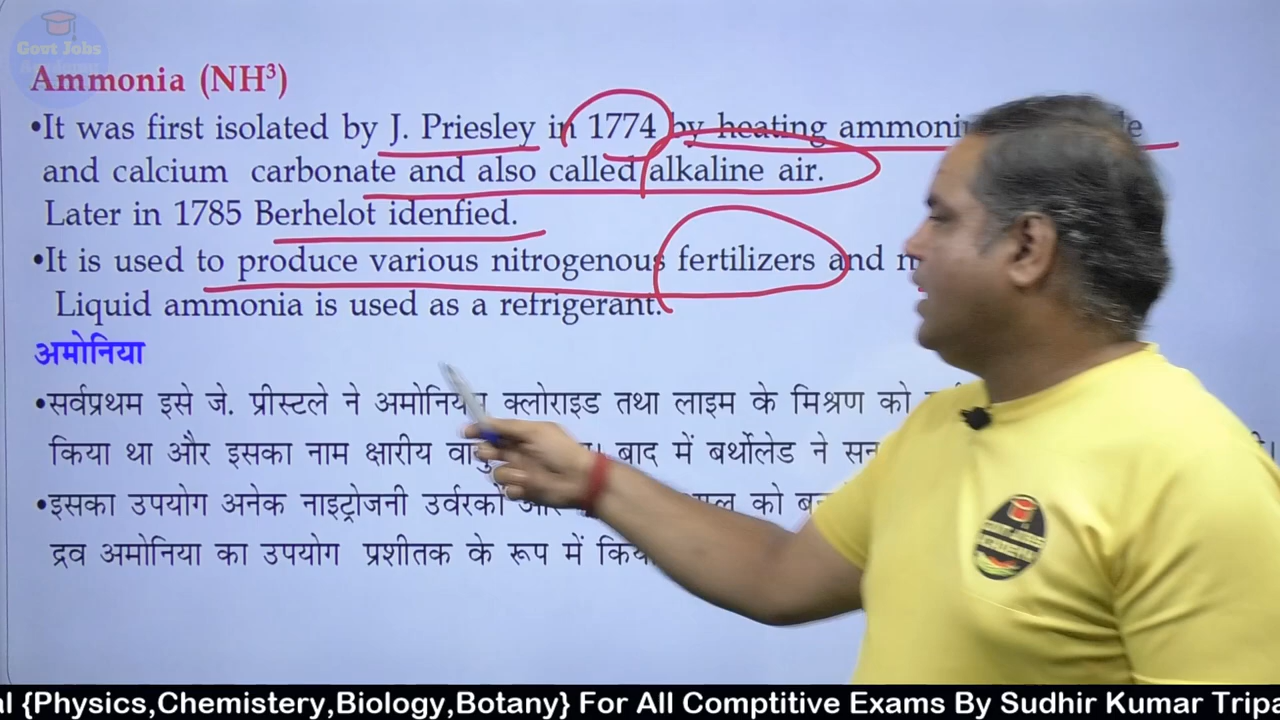 Govt Jobs
Academy
Ammonia (NH³)
•It was first isolated by J. Priesley in 1774 by heating ammoni
and calcium carbonate and also called alkaline air.
Later in 1785 Berhelot idenfied.
•It is used to produce various nitrogenous fertilizers and
Liquid ammonia is used as a refrigerant.
अमोनिया
•सर्वप्रथम इसे जे. प्रीस्टले ने क्लोराइड तथा लाइम के मिश्रण को
किया था और इसका नाम क्षारीय बाद में बर्थोलेड ने
•इसका उपयोग अनेक नाइट्रोजनी उर्वरकों को
द्रव अमोनिया का उपयोग प्रशीतक के रूप में
GOVT JOBS
ACADEMY
al {Physics,Chemistery,Biology,Botany} For All Comptitive Exams By Sudhir Kumar Tripa